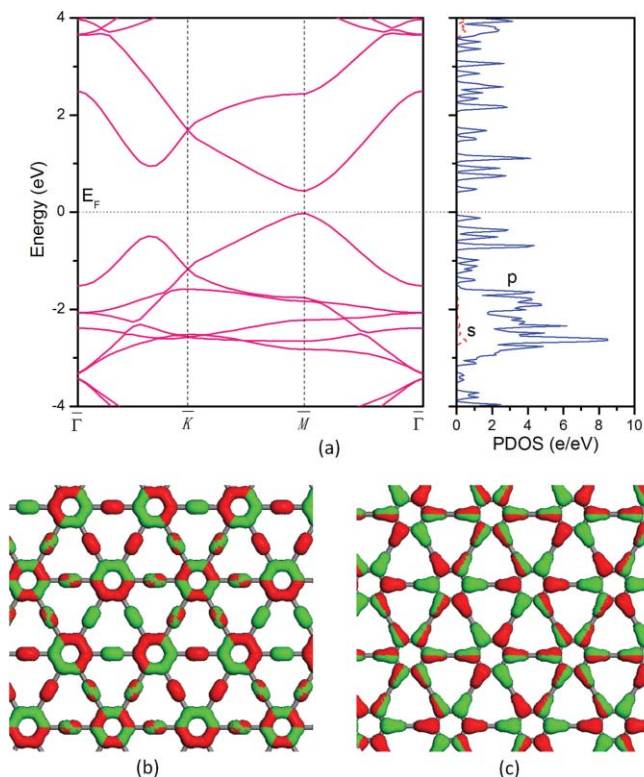 4
2
0
-2
-4
Energy (eV)
E_F
Γ̅ K̅ M̅ Γ̅
p
s
0 2 4 6 8 10
PDOS (e/eV)
(a)
(b) (c)